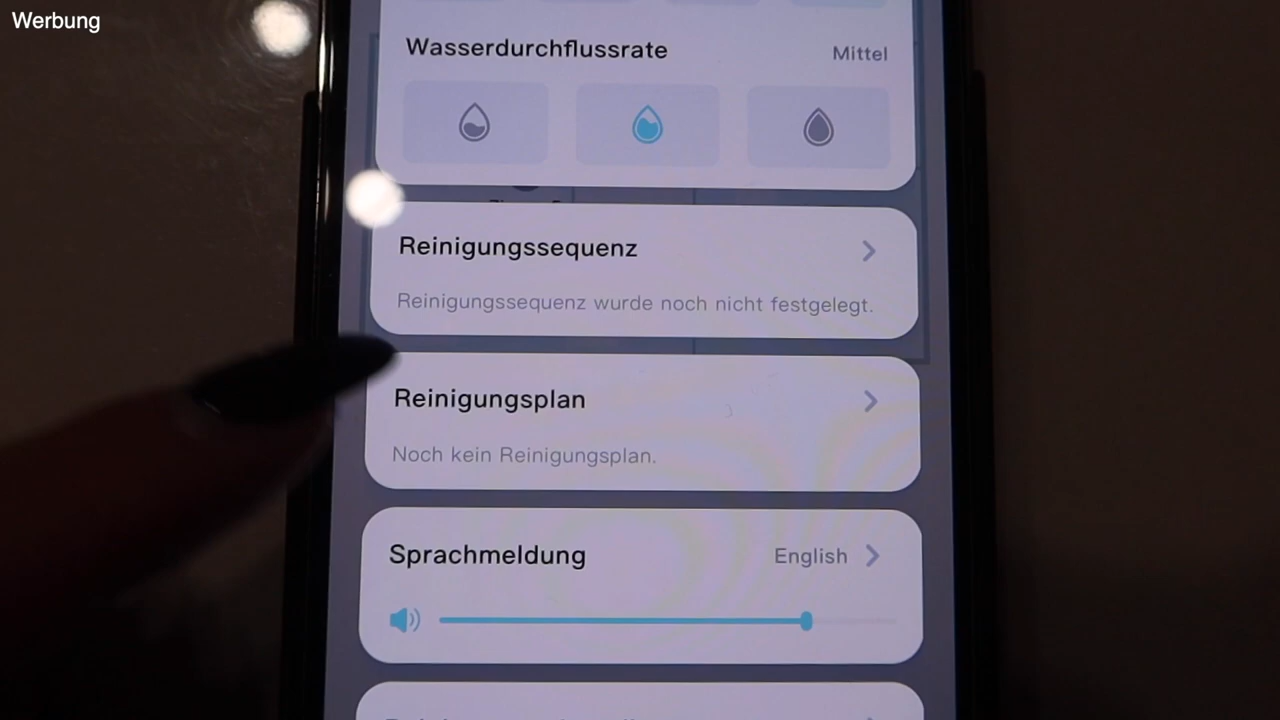 Werbung
Wasserdurchflussrate Mittel
Reinigungssequenz
Reinigungssequenz wurde noch nicht festgelegt.
Reinigungsplan
Noch kein Reinigungsplan.
Sprachmeldung English